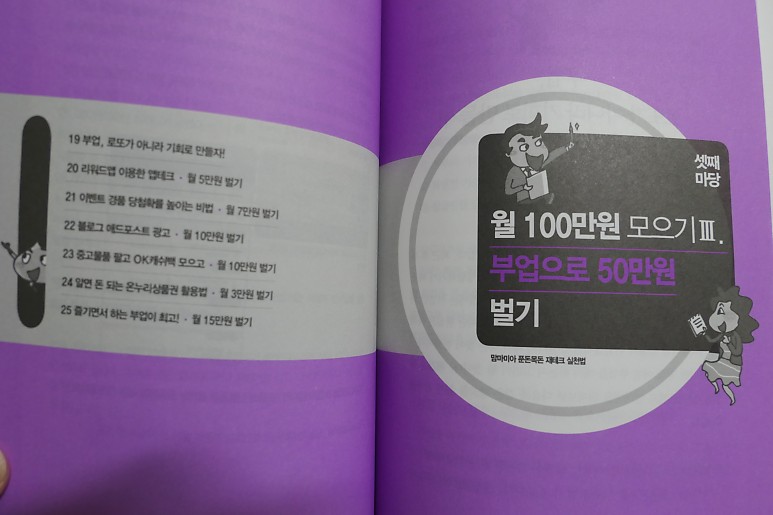 19 부업, 로또가 아니라 기회로 만들자!
20 리워드앱 이용한 앱테크 · 월 5만원 벌기
21 이벤트 경품 당첨확률 높이는 비법 · 월 7만원 벌기
22 블로그 애드포스트 광고 · 월 10만원 벌기
23 중고물품 팔고 OK캐쉬백 모으고 · 월 10만원 벌기
24 알면 돈 되는 온누리상품권 활용법 · 월 3만원 벌기
25 즐기면서 하는 부업이 최고! · 월 15만원 벌기
셋째
마당
월 100만원 모으기Ⅲ.
부업으로 50만원
벌기
맘마미아 푼돈목돈 재테크 실천법